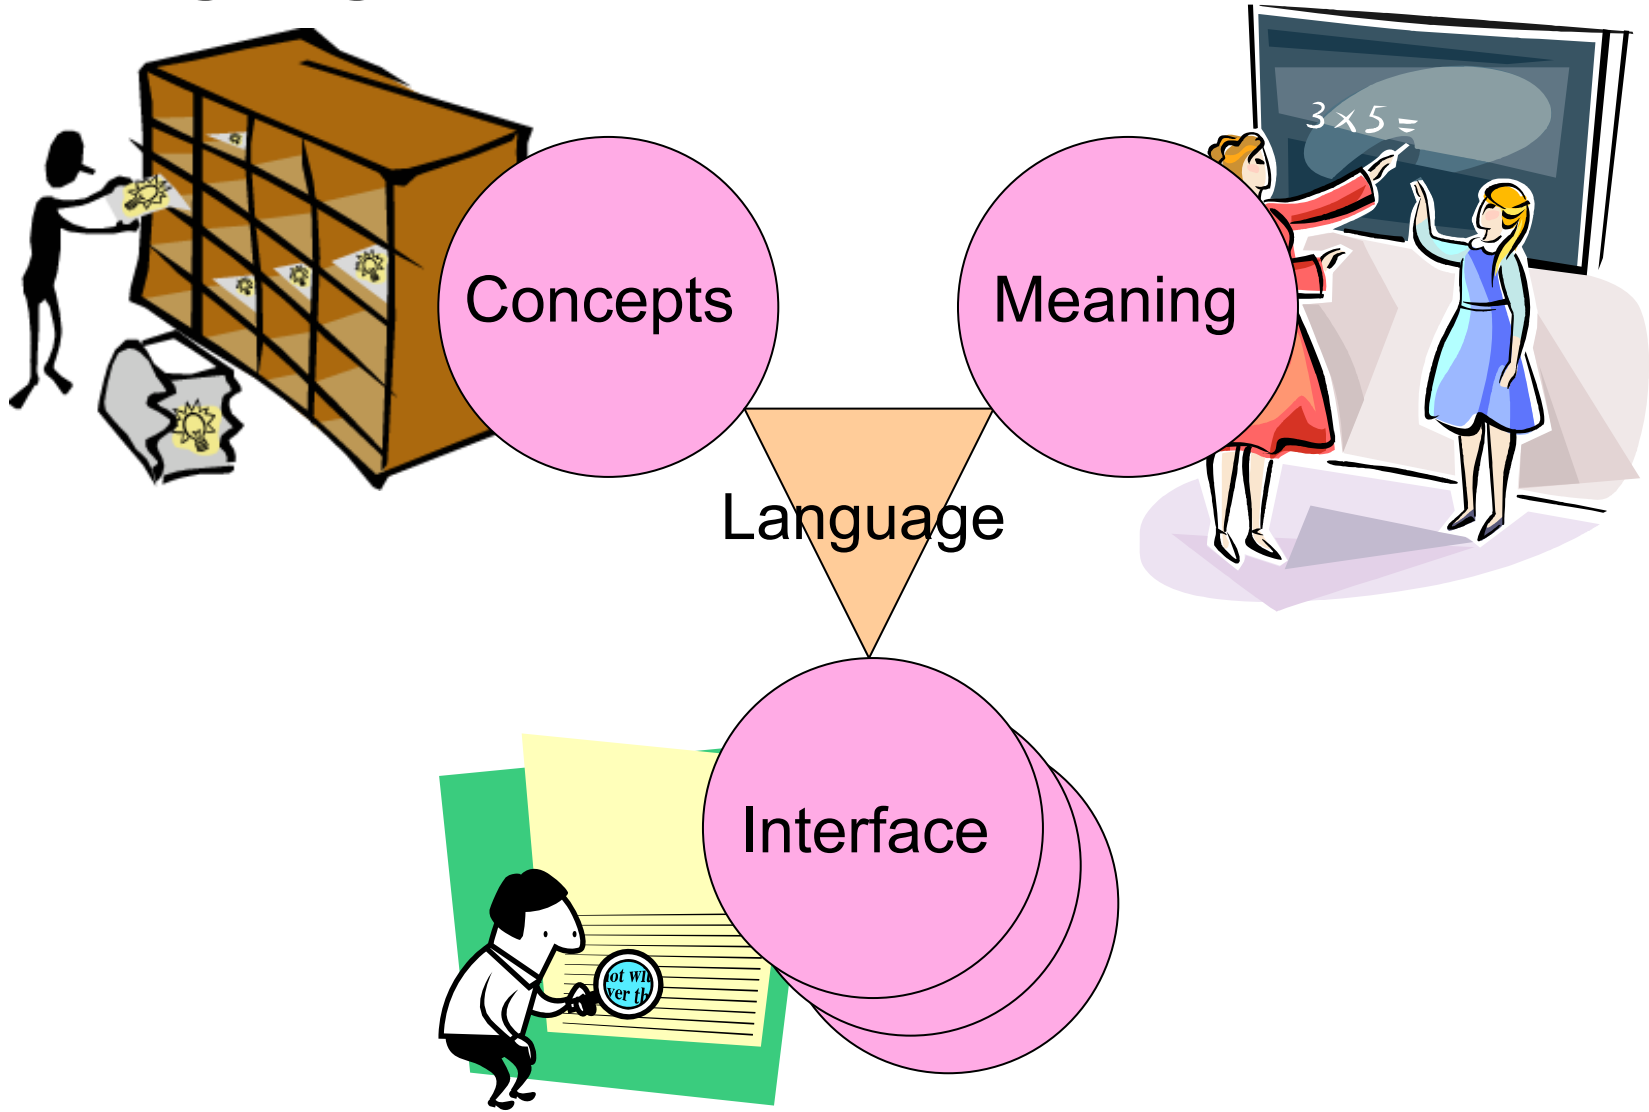 3 x 5 =
Concepts
Meaning
Language
Interface